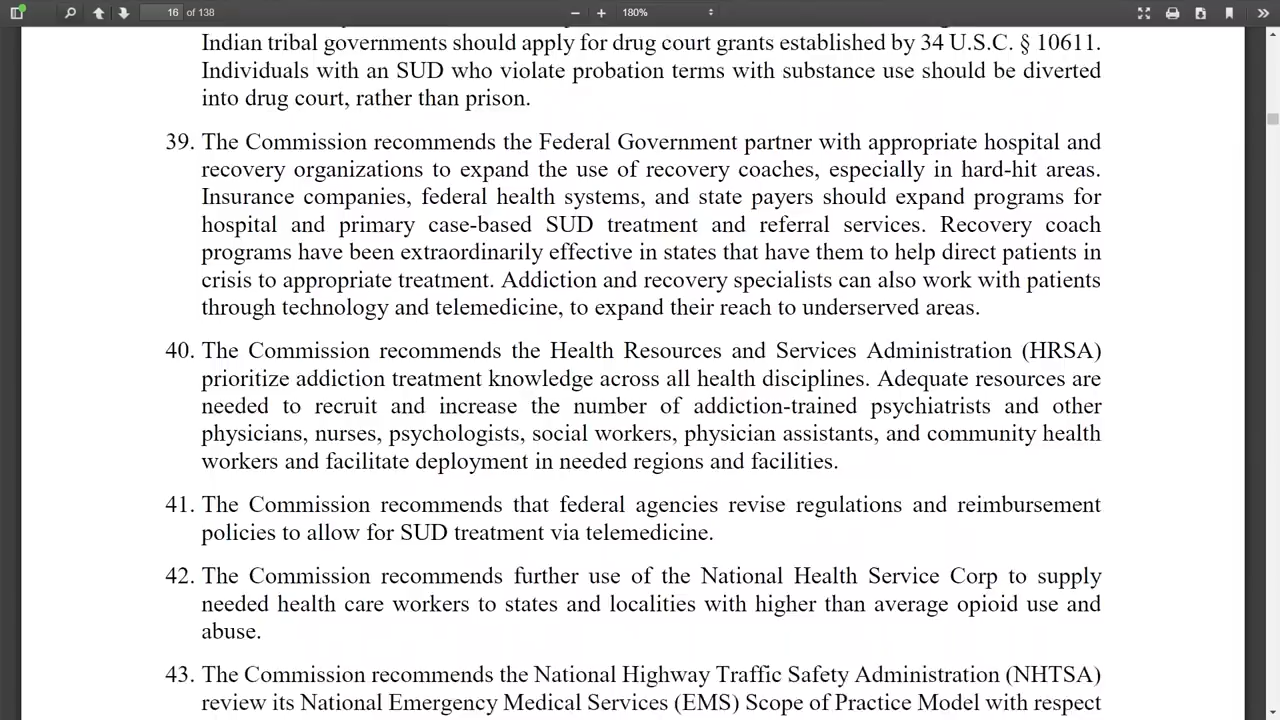 16 of 138
180%
Indian tribal governments should apply for drug court grants established by 34 U.S.C. § 10611.
Individuals with an SUD who violate probation terms with substance use should be diverted
into drug court, rather than prison.
39. The Commission recommends the Federal Government partner with appropriate hospital and
recovery organizations to expand the use of recovery coaches, especially in hard-hit areas.
Insurance companies, federal health systems, and state payers should expand programs for
hospital and primary case-based SUD treatment and referral services. Recovery coach
programs have been extraordinarily effective in states that have them to help direct patients in
crisis to appropriate treatment. Addiction and recovery specialists can also work with patients
through technology and telemedicine, to expand their reach to underserved areas.
40. The Commission recommends the Health Resources and Services Administration (HRSA)
prioritize addiction treatment knowledge across all health disciplines. Adequate resources are
needed to recruit and increase the number of addiction-trained psychiatrists and other
physicians, nurses, psychologists, social workers, physician assistants, and community health
workers and facilitate deployment in needed regions and facilities.
41. The Commission recommends that federal agencies revise regulations and reimbursement
policies to allow for SUD treatment via telemedicine.
42. The Commission recommends further use of the National Health Service Corp to supply
needed health care workers to states and localities with higher than average opioid use and
abuse.
43. The Commission recommends the National Highway Traffic Safety Administration (NHTSA)
review its National Emergency Medical Services (EMS) Scope of Practice Model with respect